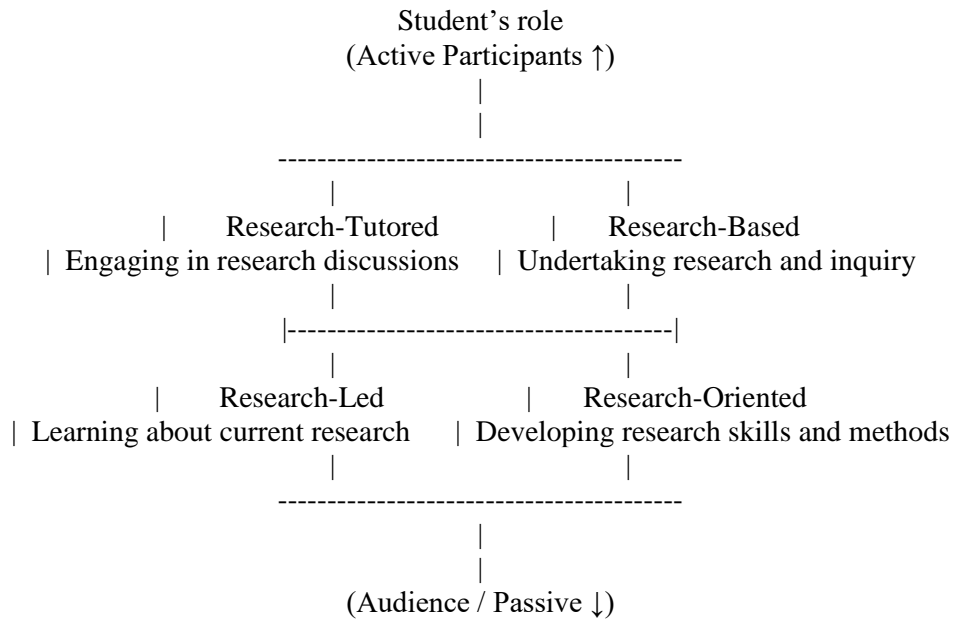 Student’s role
(Active Participants ↑)
|
|
-----------------------------------------
| |
| Research-Tutored | Research-Based
| Engaging in research discussions | Undertaking research and inquiry
| |
|---------------------------------------|
| |
| Research-Led | Research-Oriented
| Learning about current research | Developing research skills and methods
| |
-----------------------------------------
|
|
(Audience / Passive ↓)